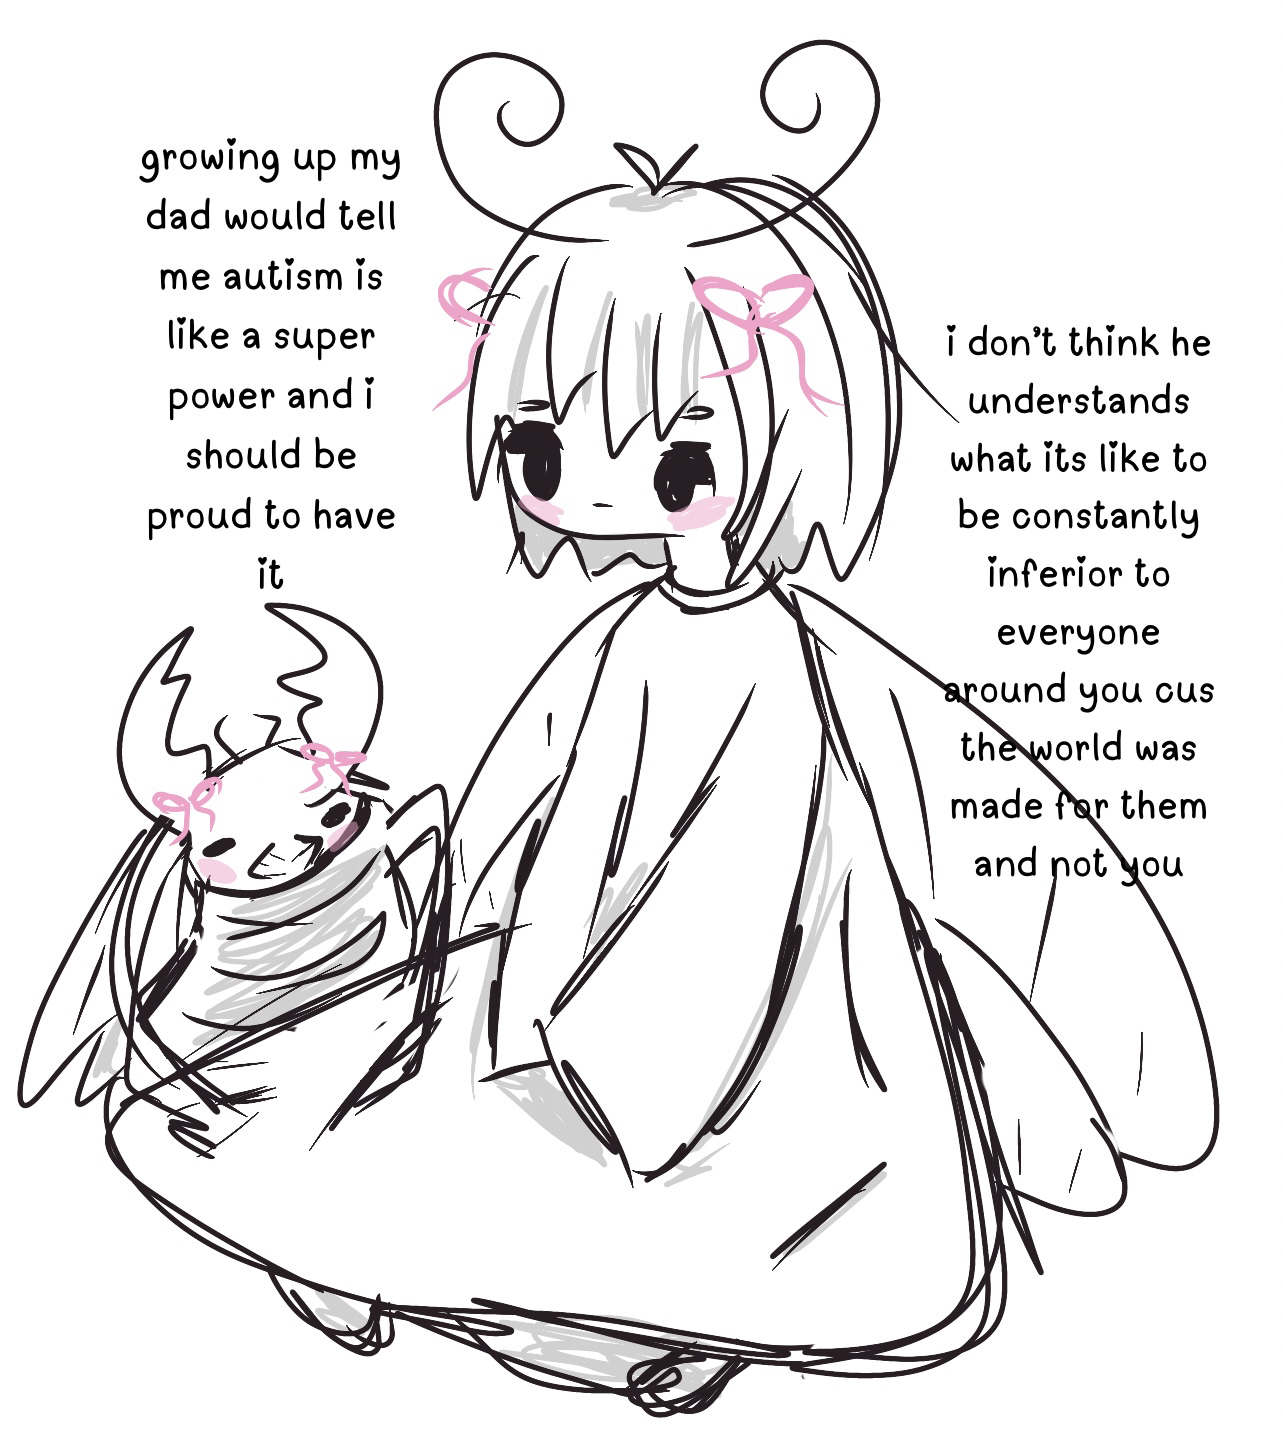 growing up my
dad would tell
me autism is
like a super
power and i
should be
proud to have
it
i don't think he
understands
what its like to
be constantly
inferior to
everyone
around you cus
the world was
made for them
and not you